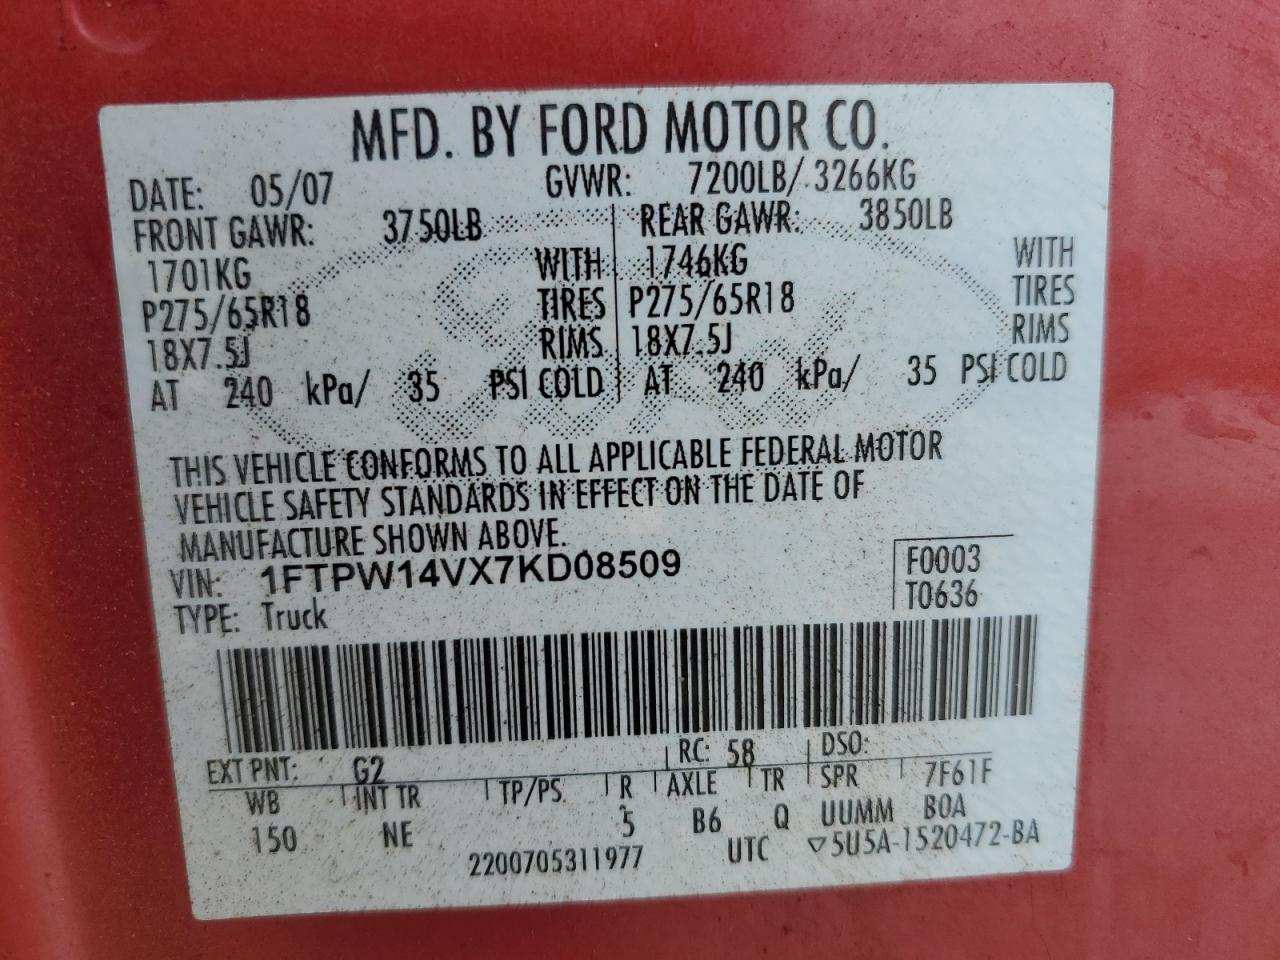 MFD. BY FORD MOTOR CO.
DATE: 05/07 GVWR: 7200LB/ 3266KG
FRONT GAWR: 3750LB REAR GAWR: 3850LB
1701KG WITH 1746KG WITH
P275/65R18 TIRES P275/65R18 TIRES
18X7.5J RIMS 18X7.5J RIMS
AT 240 kPa/ 35 PSI COLD AT 240 kPa/ 35 PSI COLD
THIS VEHICLE CONFORMS TO ALL APPLICABLE FEDERAL MOTOR
VEHICLE SAFETY STANDARDS IN EFFECT ON THE DATE OF
MANUFACTURE SHOWN ABOVE.
VIN: 1FTPW14VX7KD08509 F0003
TYPE: Truck T0636
EXT PNT: G2 RC: 58 DSO:
WB INT TR TP/PS R AXLE TR SPR 7F61F
150 NE 5 B6 Q UUMM BOA
2200705311977 UTC ▽5U5A-1520472-BA